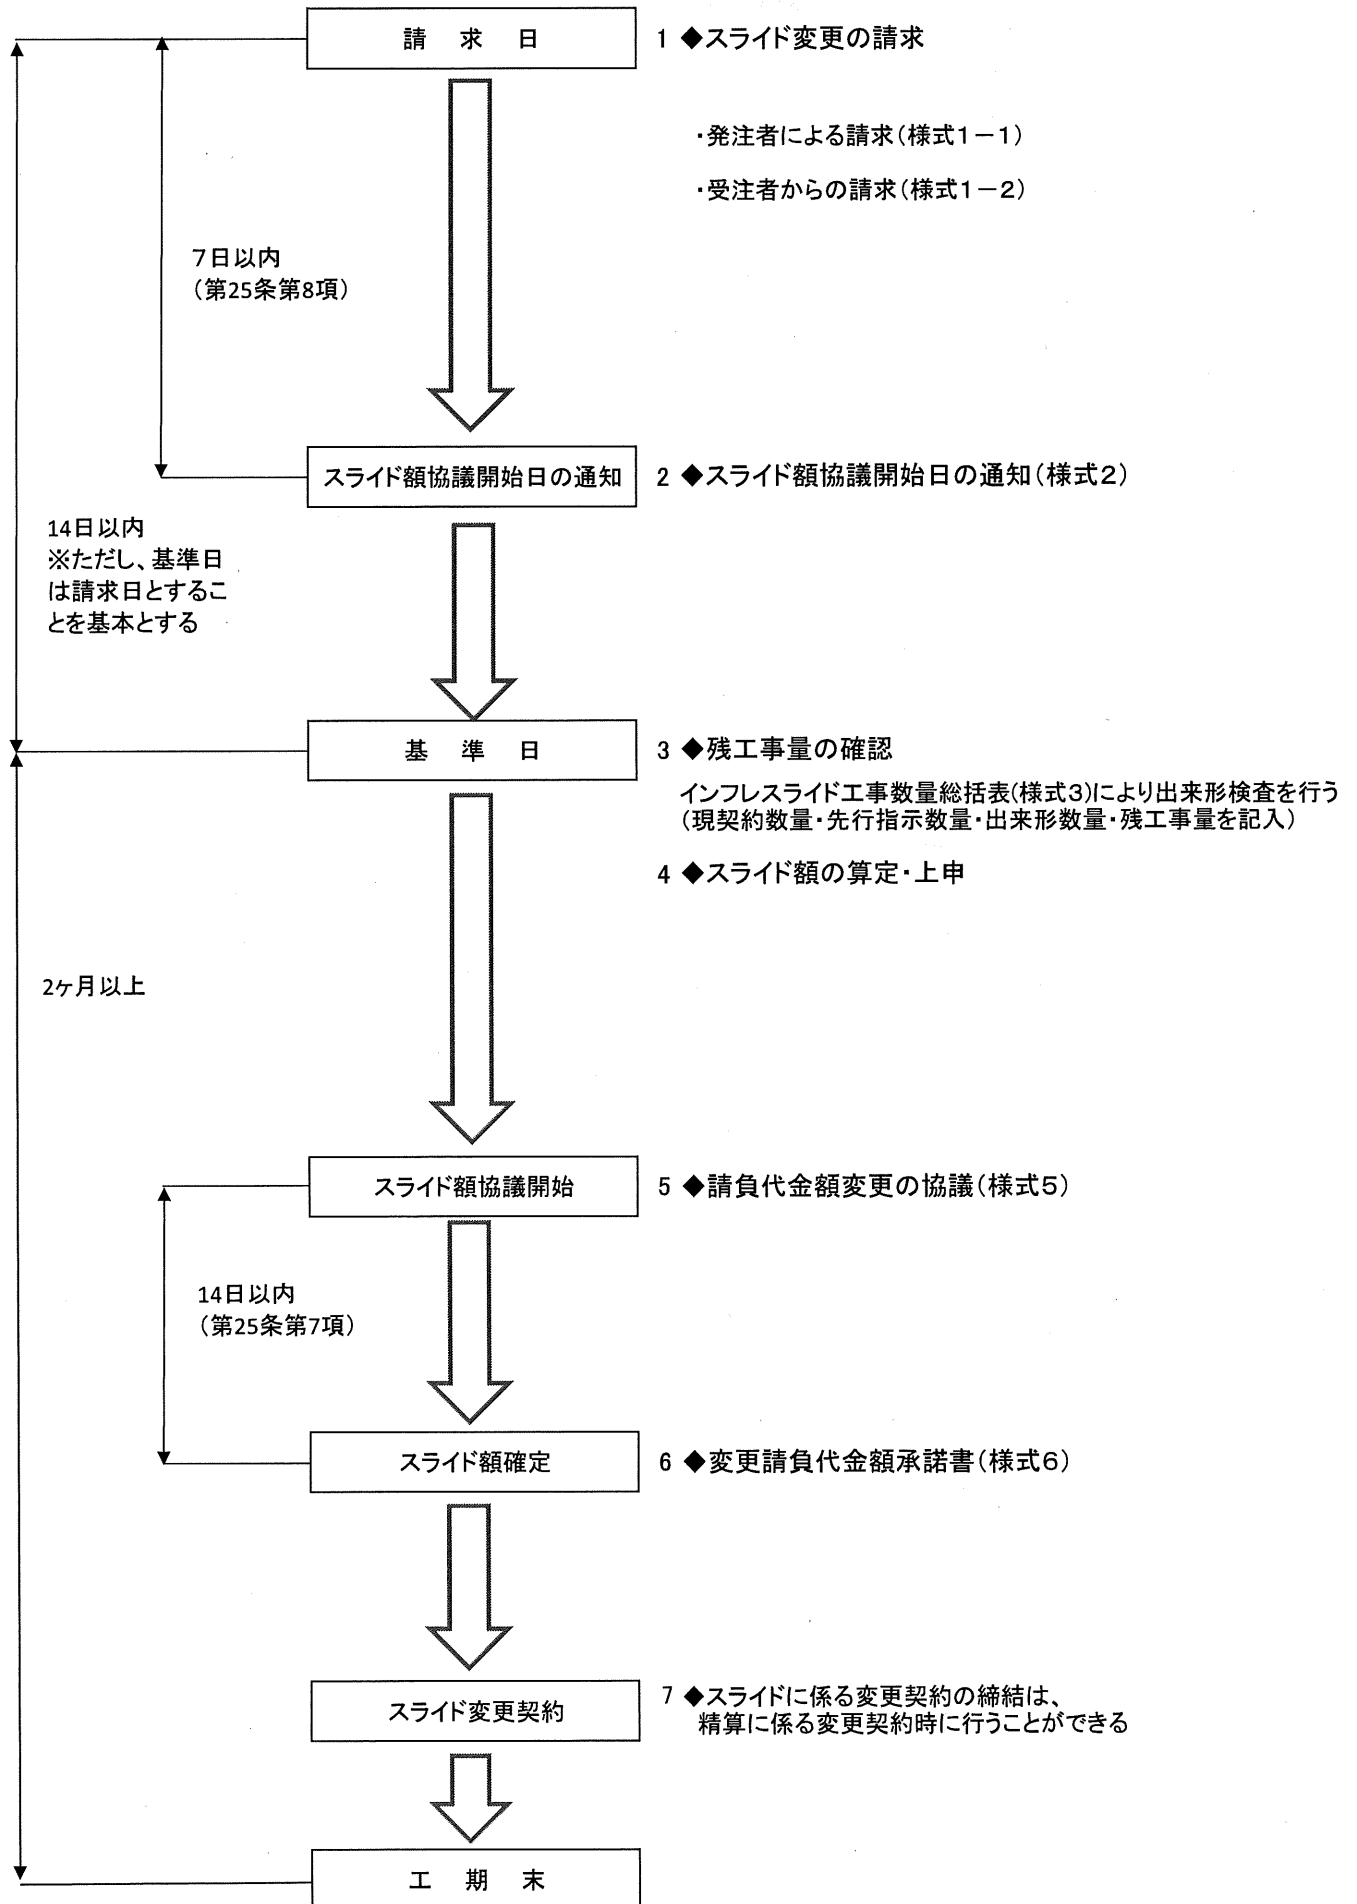 請　求　日
1 ◆スライド変更の請求
・発注者による請求(様式1－1)
・受注者からの請求(様式1－2)
7日以内
(第25条第8項)
スライド額協議開始日の通知
2 ◆スライド額協議開始日の通知(様式2)
14日以内
※ただし、基準日
は請求日とするこ
とを基本とする
基　準　日
3 ◆残工事量の確認
インフレスライド工事数量総括表(様式3)により出来形検査を行う
(現契約数量・先行指示数量・出来形数量・残工事量を記入)
4 ◆スライド額の算定・上申
2ヶ月以上
スライド額協議開始
5 ◆請負代金額変更の協議(様式5)
14日以内
(第25条第7項)
スライド額確定
6 ◆変更請負代金額承諾書(様式6)
スライド変更契約
7 ◆スライドに係る変更契約の締結は、
精算に係る変更契約時に行うことができる
工　期　末